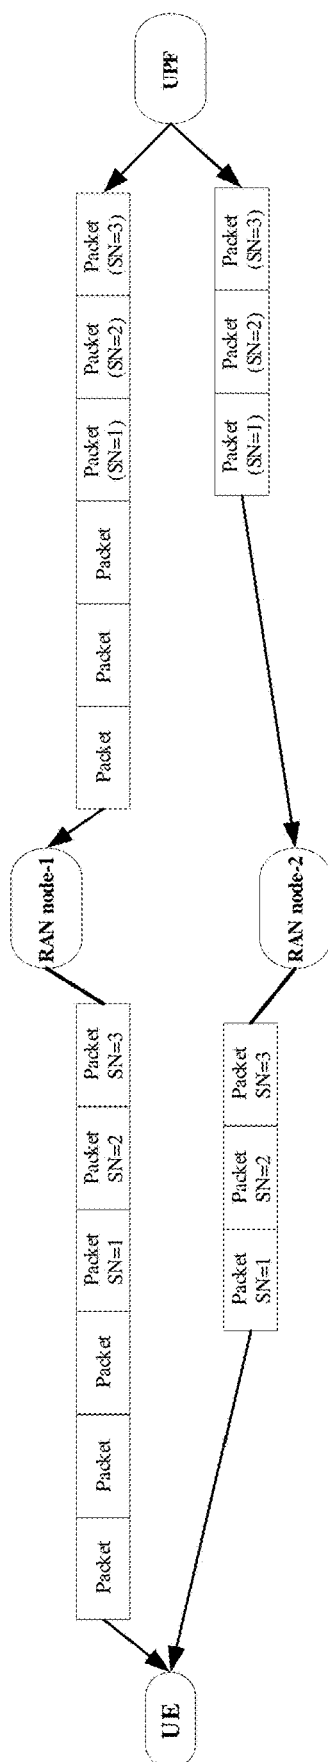 UPF
Packet
(SN=3)
Packet
(SN=2)
Packet
(SN=1)
Packet
Packet
Packet
Packet
(SN=3)
Packet
(SN=2)
Packet
(SN=1)
RAN node-1
RAN node-2
Packet
SN=3
Packet
SN=2
Packet
SN=1
Packet
Packet
Packet
Packet
SN=3
Packet
SN=2
Packet
SN=1
UE